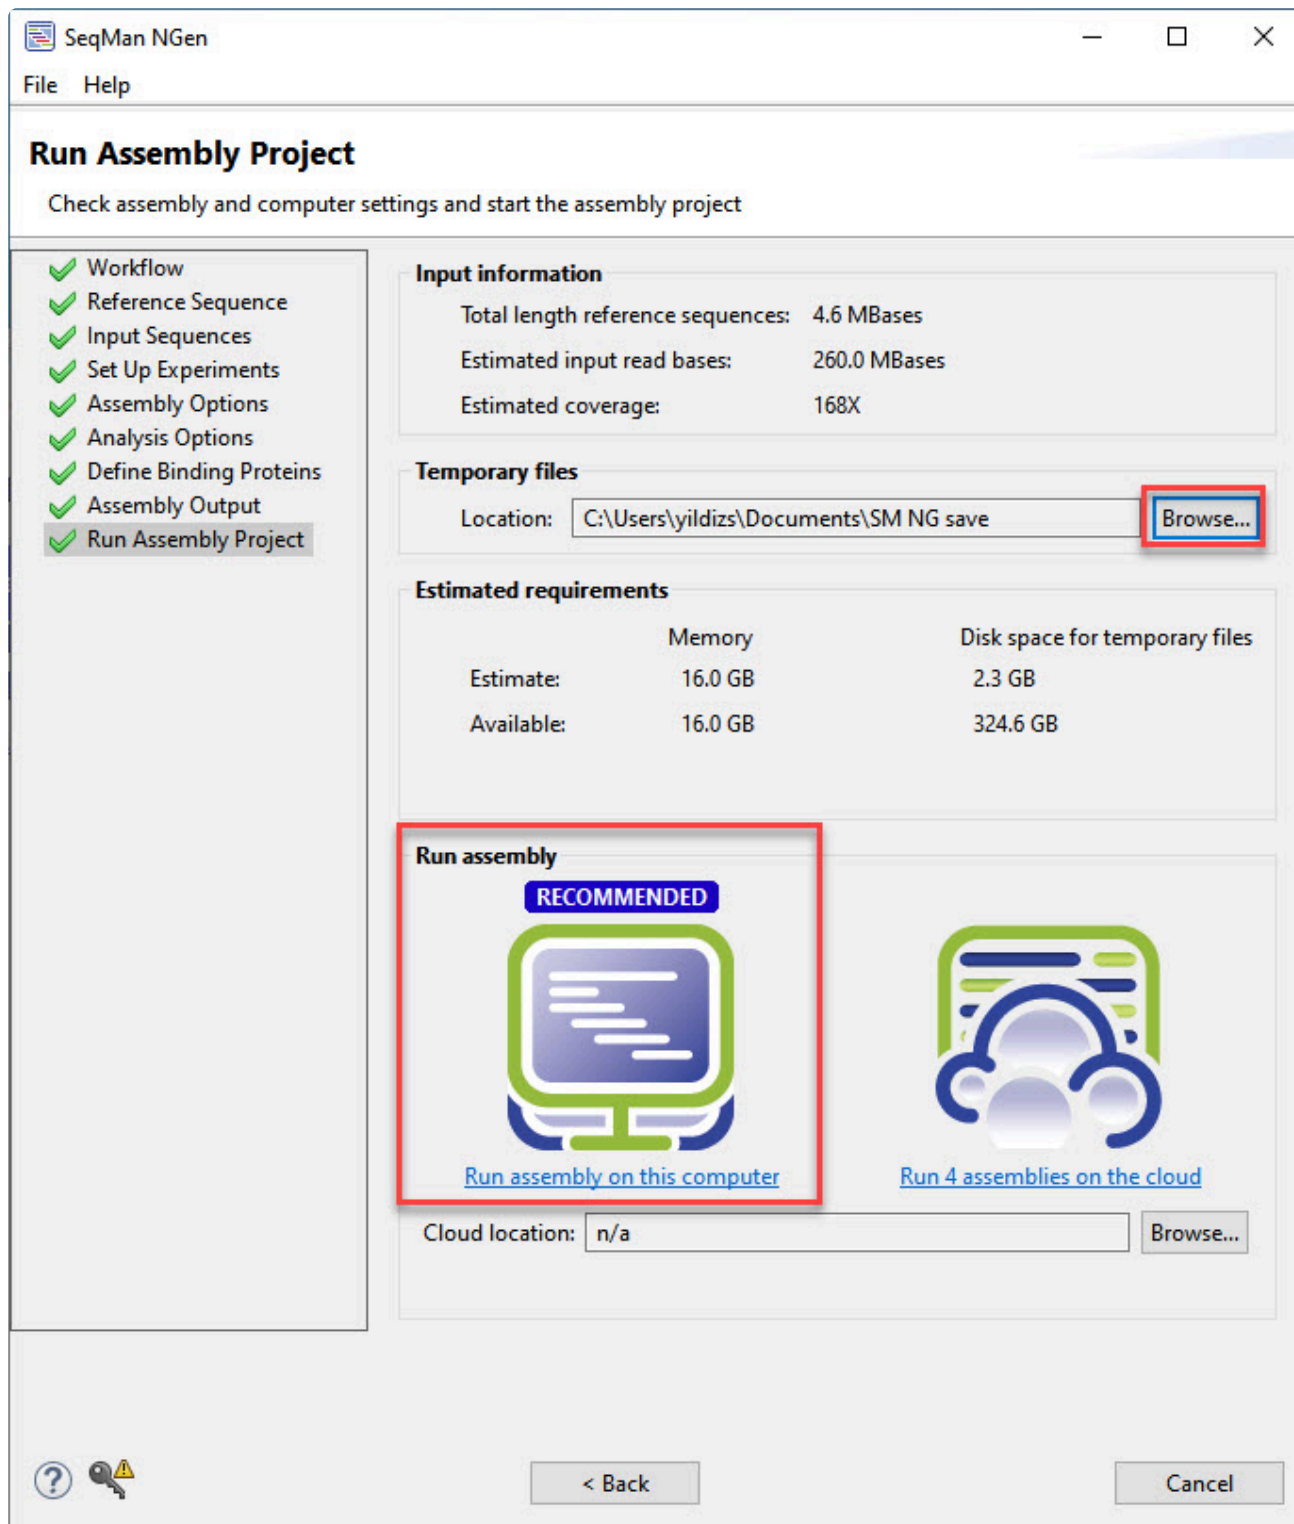 SeqMan NGen
File Help
Run Assembly Project
Check assembly and computer settings and start the assembly project
Workflow
Reference Sequence
Input Sequences
Set Up Experiments
Assembly Options
Analysis Options
Define Binding Proteins
Assembly Output
Run Assembly Project
Input information
Total length reference sequences: 4.6 MBases
Estimated input read bases: 260.0 MBases
Estimated coverage: 168X
Temporary files
Location: C:\Users\yildizs\Documents\SM NG save Browse...
Estimated requirements
Memory Disk space for temporary files
Estimate: 16.0 GB 2.3 GB
Available: 16.0 GB 324.6 GB
Run assembly
RECOMMENDED
Run assembly on this computer Run 4 assemblies on the cloud
Cloud location: n/a Browse...
< Back Cancel